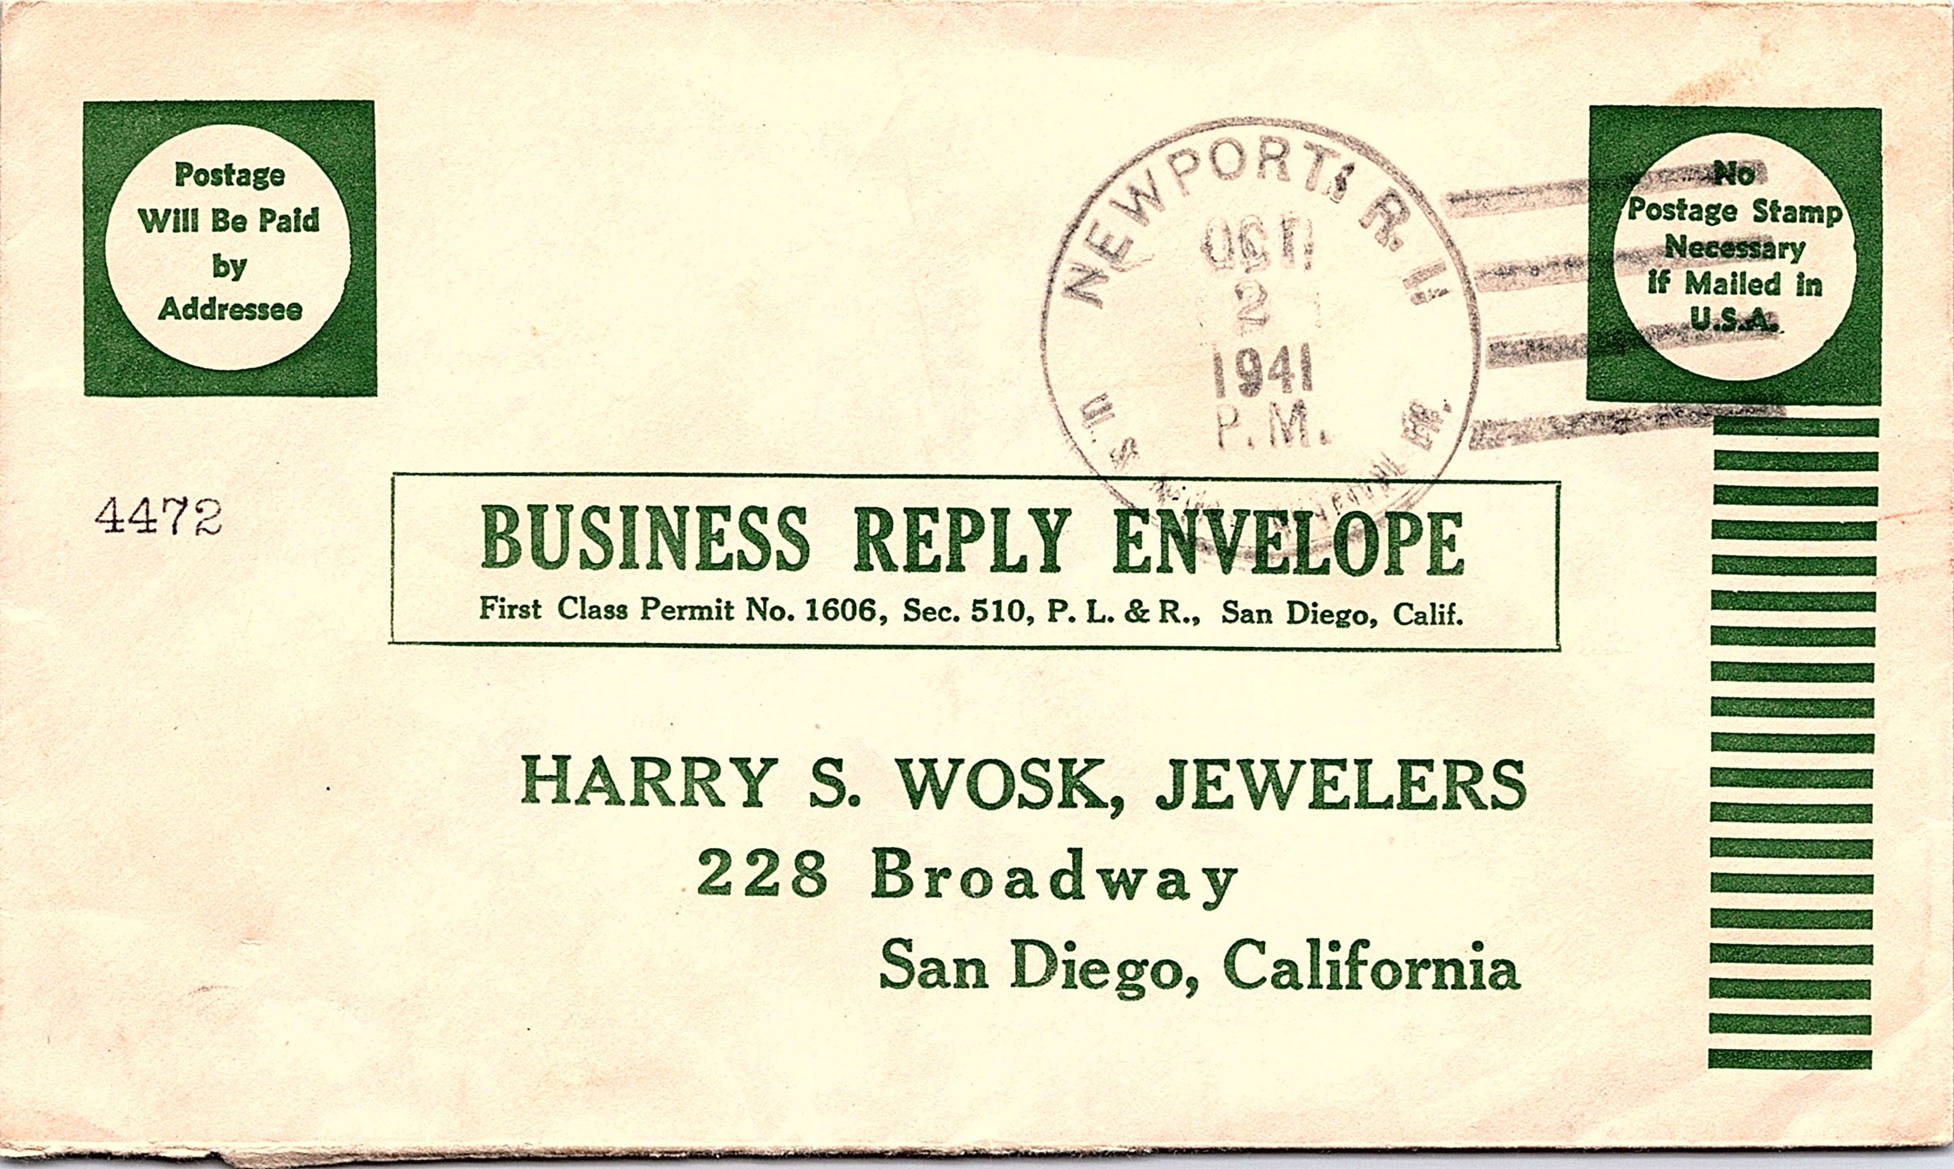 Postage
Will Be Paid
by
Addressee
NEWPORT, R. I.
OCT
2
1941
P. M.
U. S.
No
Postage Stamp
Necessary
if Mailed in
U.S.A.
4472
BUSINESS REPLY ENVELOPE
First Class Permit No. 1606, Sec. 510, P. L. & R., San Diego, Calif.
HARRY S. WOSK, JEWELERS
228 Broadway
San Diego, California